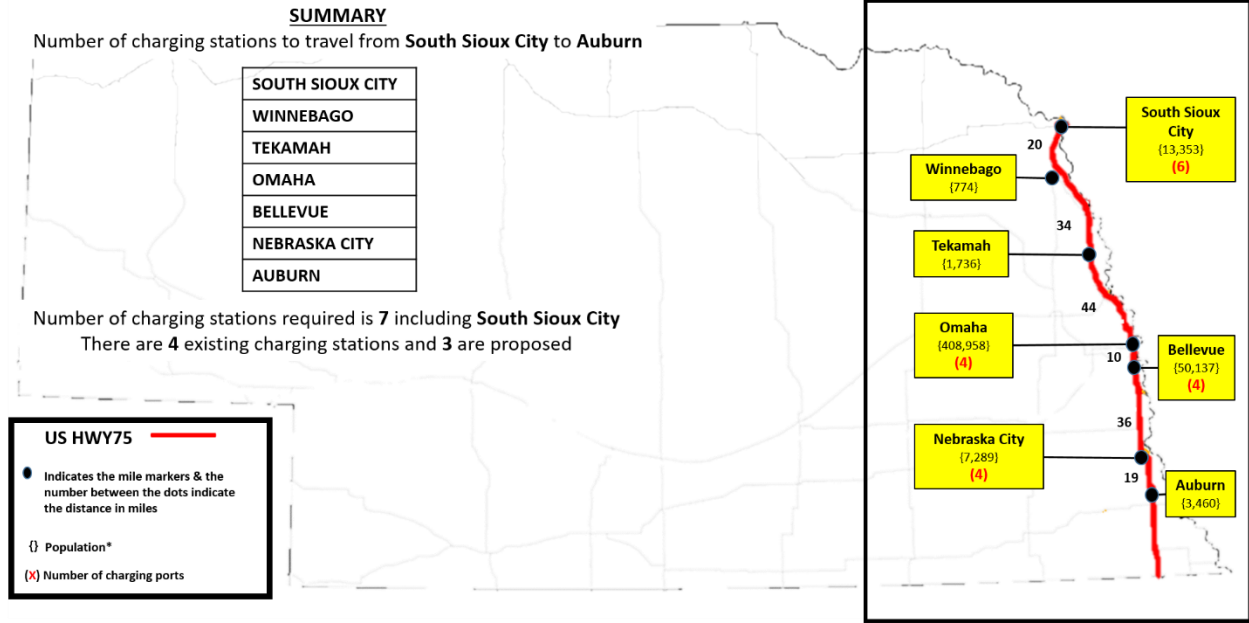 SUMMARY
Number of charging stations to travel from South Sioux City to Auburn
SOUTH SIOUX CITY
WINNEBAGO
TEKAMAH
OMAHA
BELLEVUE
NEBRASKA CITY
AUBURN
Number of charging stations required is 7 including South Sioux City
There are 4 existing charging stations and 3 are proposed
US HWY75
Indicates the mile markers & the
number between the dots indicate
the distance in miles
{} Population*
(X) Number of charging ports
South Sioux
City
{13,353}
(6)
20
Winnebago
{774}
34
Tekamah
{1,736}
44
Omaha
{408,958}
(4)
10
Bellevue
{50,137}
(4)
36
Nebraska City
{7,289}
(4)
19
Auburn
{3,460}